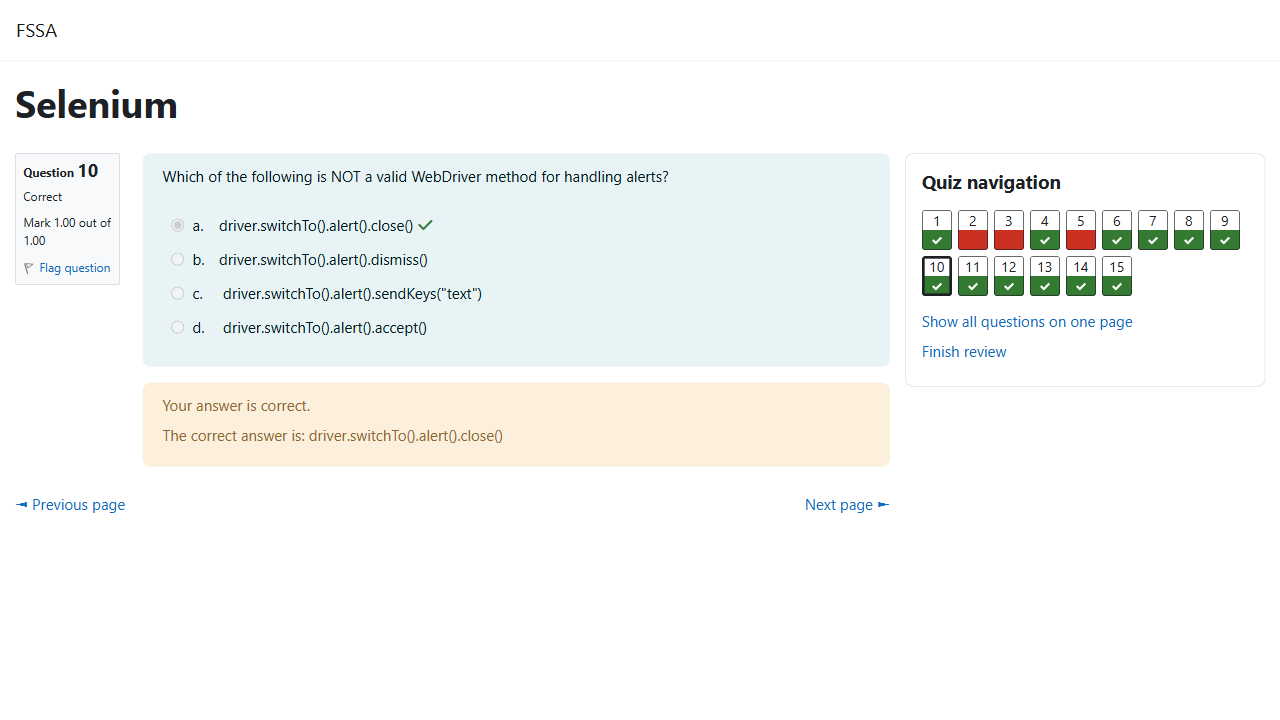 FSSA
Selenium
Question 10
Correct
Mark 1.00 out of
1.00
Flag question
Which of the following is NOT a valid WebDriver method for handling alerts?
a. driver.switchTo().alert().close()
b. driver.switchTo().alert().dismiss()
c. driver.switchTo().alert().sendKeys("text")
d. driver.switchTo().alert().accept()
Your answer is correct.
The correct answer is: driver.switchTo().alert().close()
◄ Previous page
Next page ►
Quiz navigation
1 2 3 4 5 6 7 8 9
10 11 12 13 14 15
Show all questions on one page
Finish review